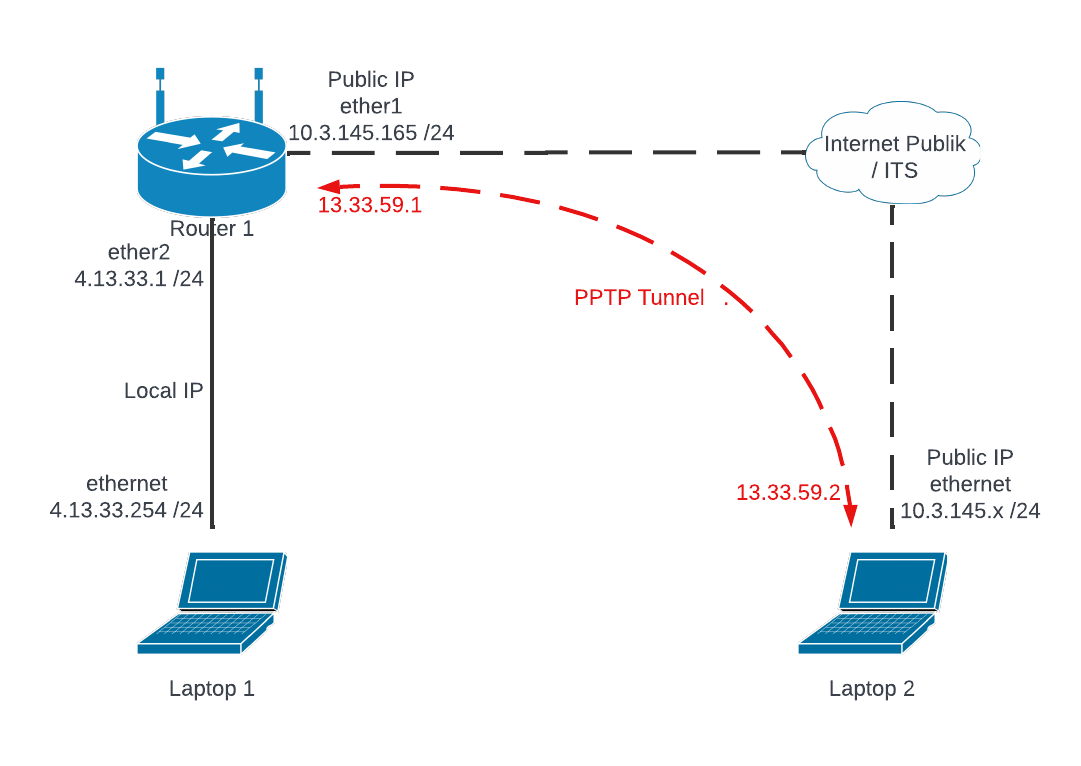 Public IP
ether1
10.3.145.165 /24
Internet Publik
/ ITS
13.33.59.1
Router 1
ether2
4.13.33.1 /24
PPTP Tunnel .
Local IP
Public IP
ethernet
10.3.145.x /24
ethernet
4.13.33.254 /24
13.33.59.2
Laptop 1
Laptop 2